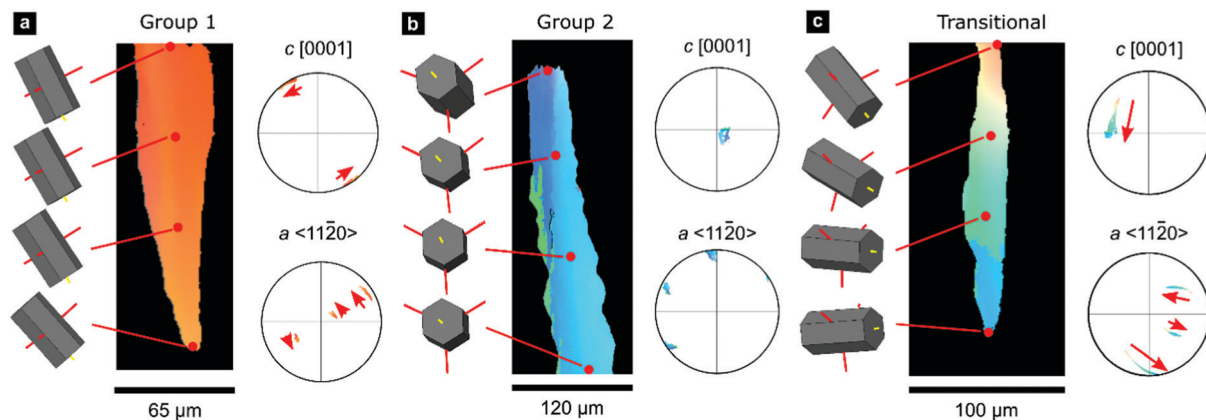 a
Group 1
c [0001]
a <112̄0>
65 µm
b
Group 2
c [0001]
a <112̄0>
120 µm
c
Transitional
c [0001]
a <112̄0>
100 µm